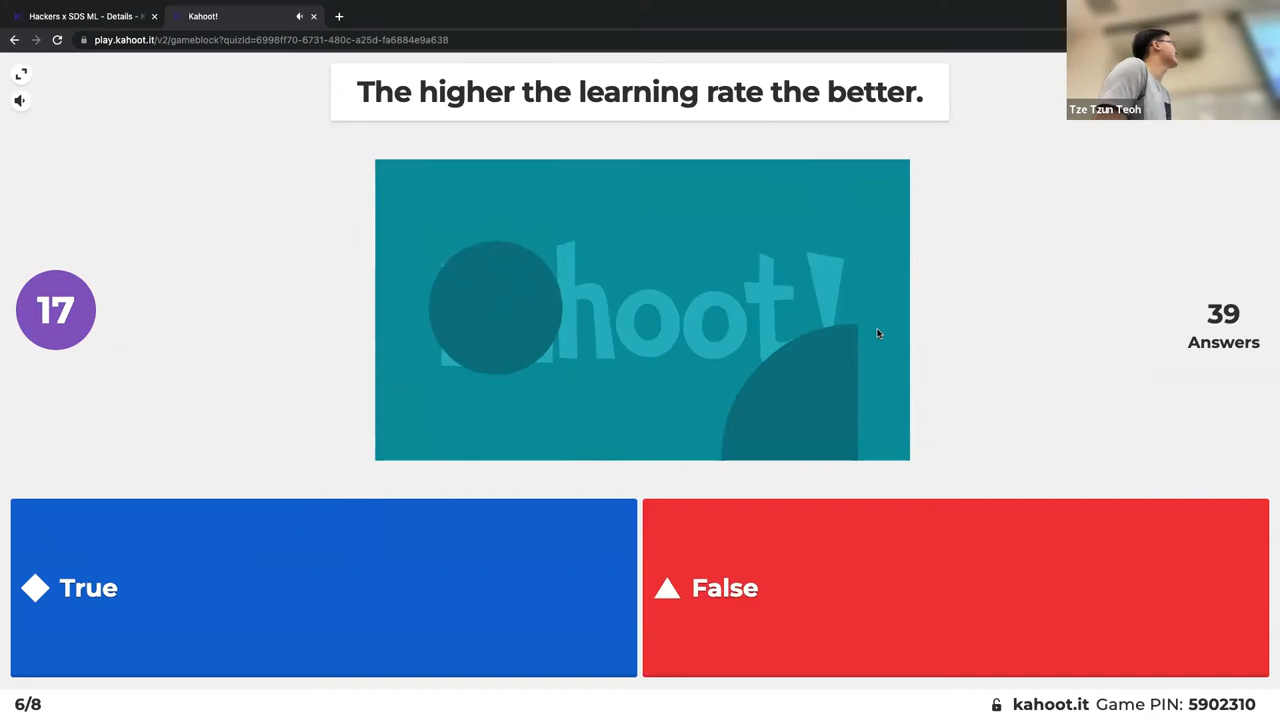 Hackers x SDS ML - Details -
Kahoot!
play.kahoot.it/v2/gameblock?quizId=6998ff70-6731-480c-a25d-fa6884e9a638
The higher the learning rate the better.
Tze Tzun Teoh
hoot!
17
39
Answers
True
False
6/8
kahoot.it Game PIN: 5902310